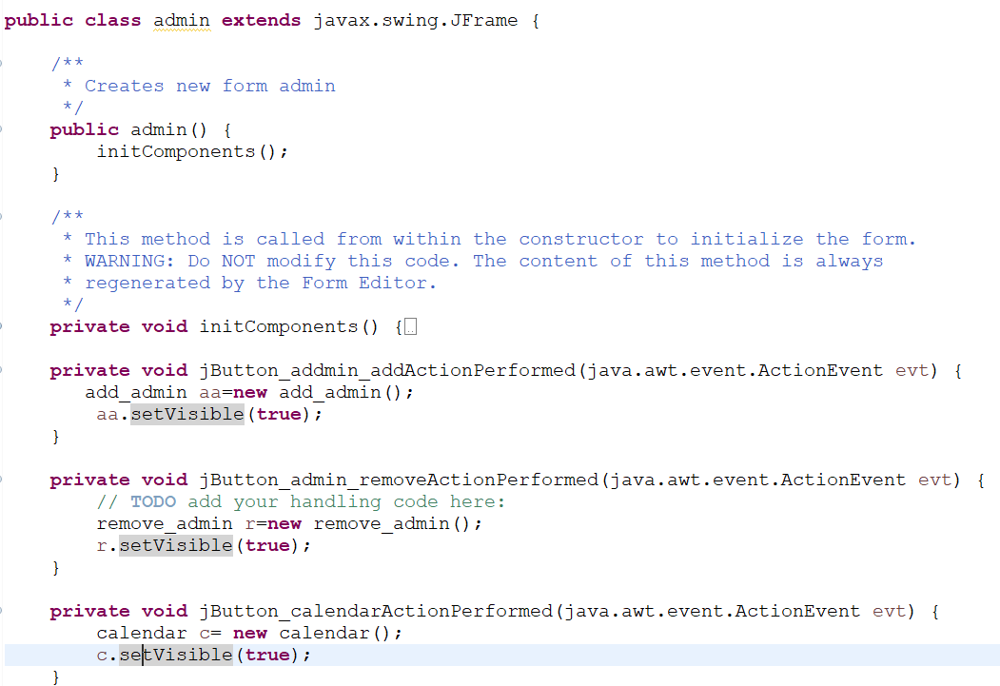 public class admin extends javax.swing.JFrame {
/**
* Creates new form admin
*/
public admin() {
initComponents();
}
/**
* This method is called from within the constructor to initialize the form.
* WARNING: Do NOT modify this code. The content of this method is always
* regenerated by the Form Editor.
*/
private void initComponents() {..
private void jButton_addmin_addActionPerformed(java.awt.event.ActionEvent evt) {
add_admin aa=new add_admin();
aa.setVisible(true);
}
private void jButton_admin_removeActionPerformed(java.awt.event.ActionEvent evt) {
// TODO add your handling code here:
remove_admin r=new remove_admin();
r.setVisible(true);
}
private void jButton_calendarActionPerformed(java.awt.event.ActionEvent evt) {
calendar c= new calendar();
c.setVisible(true);
}